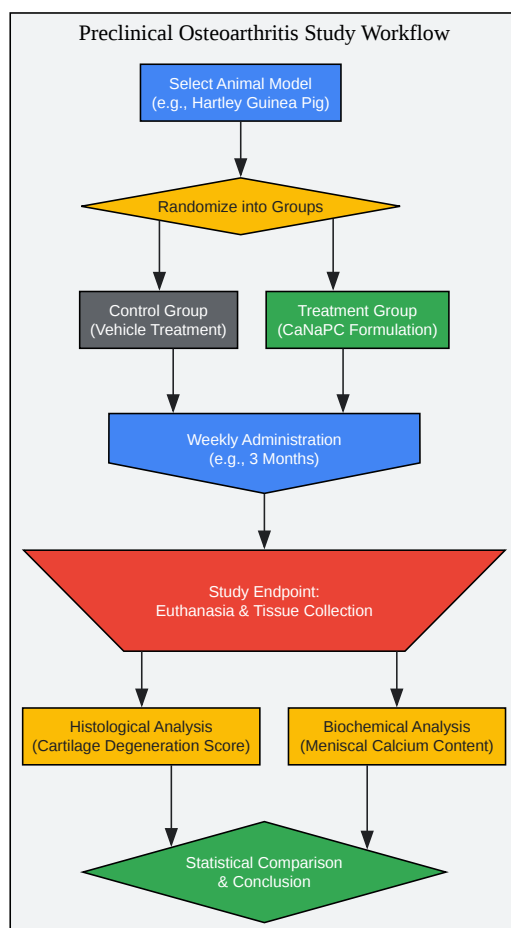 Preclinical Osteoarthritis Study Workflow
Select Animal Model
(e.g., Hartley Guinea Pig)
Randomize into Groups
Control Group
(Vehicle Treatment)
Treatment Group
(CaNaPC Formulation)
Weekly Administration
(e.g., 3 Months)
Study Endpoint:
Euthanasia & Tissue Collection
Histological Analysis
(Cartilage Degeneration Score)
Biochemical Analysis
(Meniscal Calcium Content)
Statistical Comparison
& Conclusion